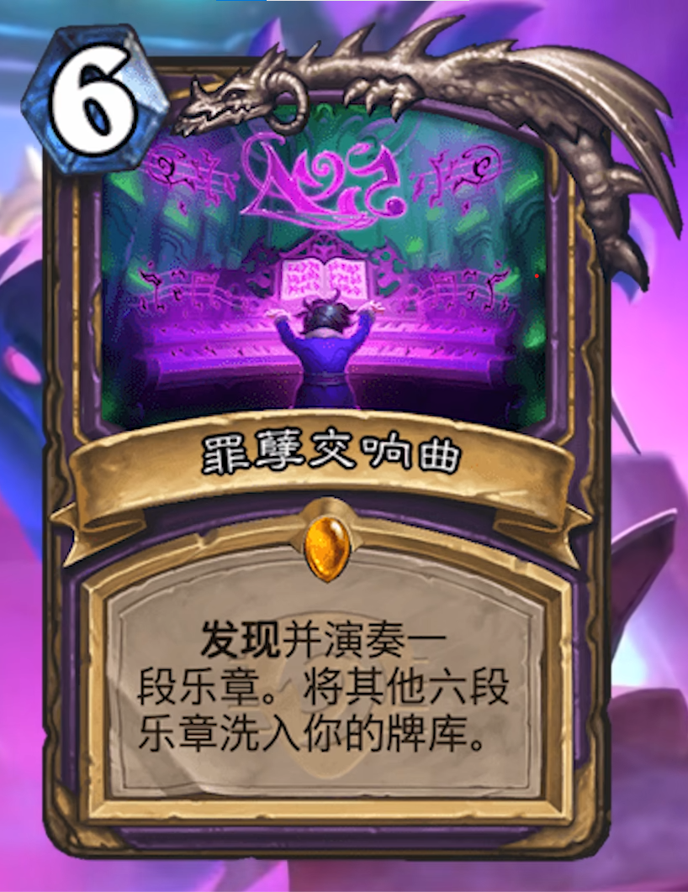 6
罪孽交响曲
发现并演奏一
段乐章。将其他六段
乐章洗入你的牌库。